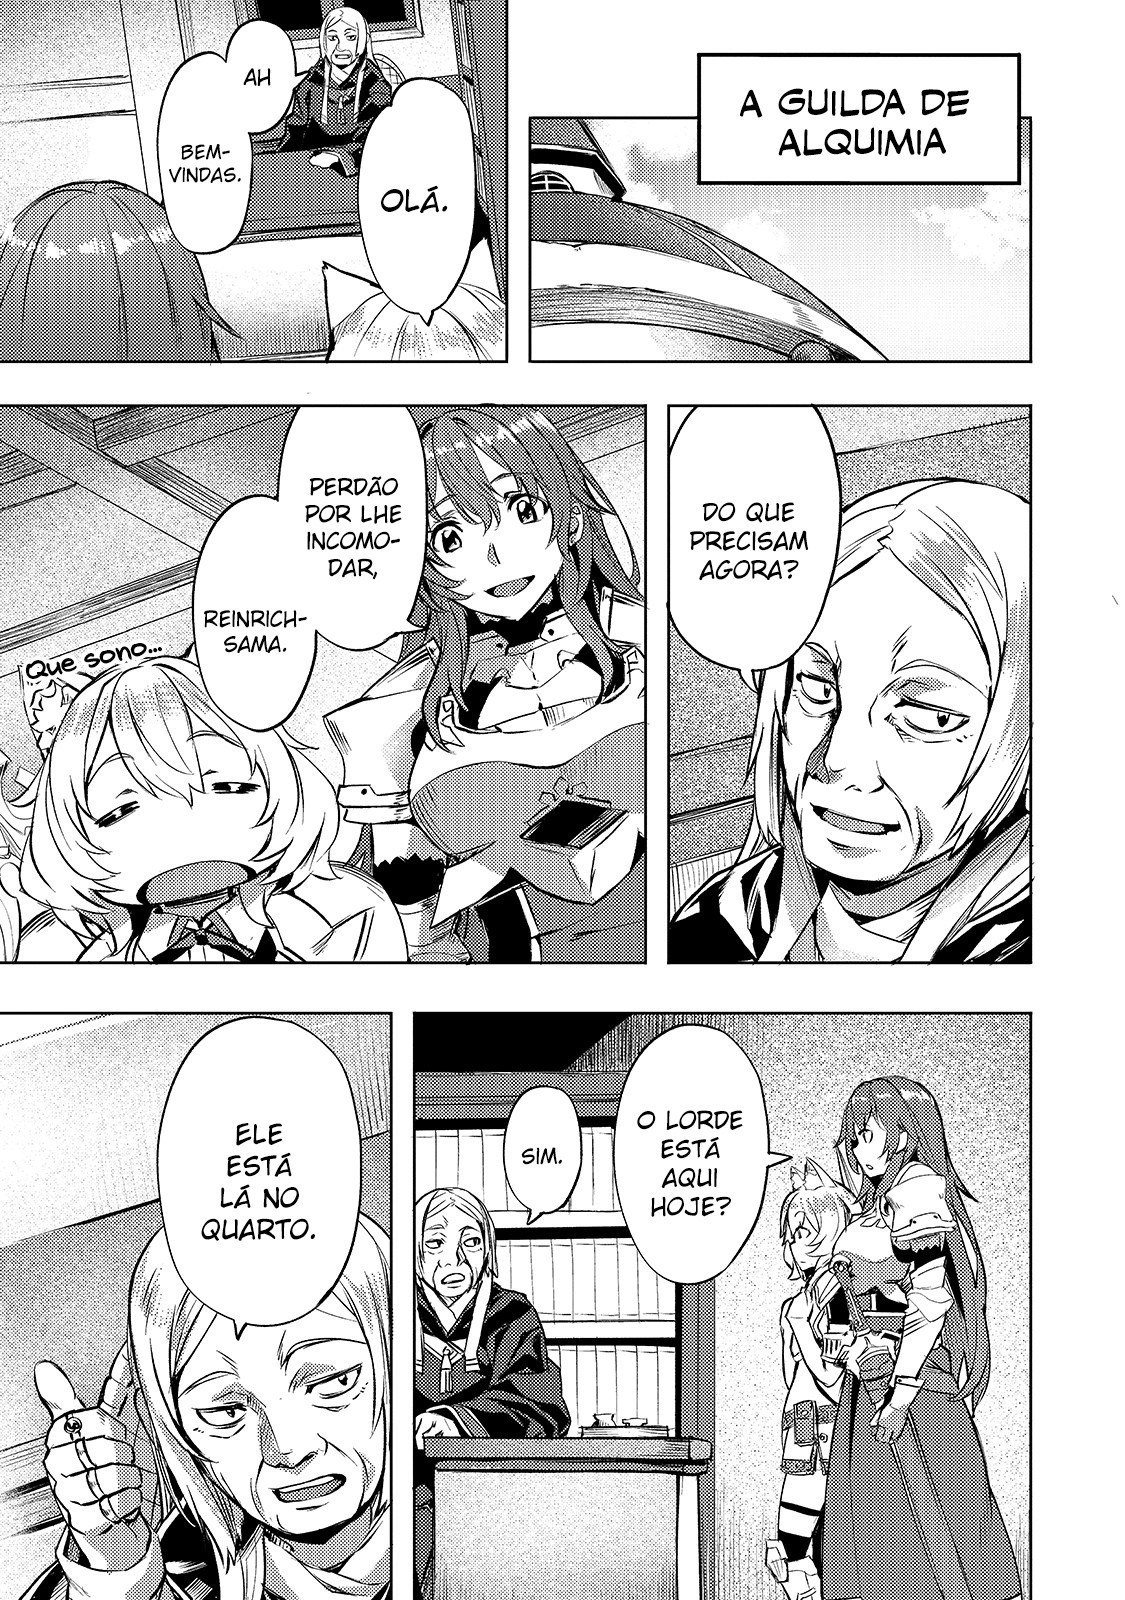 A GUILDA DE
ALQUIMIA
OLÁ.
AH
BEM-
VINDAS.
DO QUE
PRECISAM
AGORA?
PERDÃO
POR LHE
INCOMO-
DAR,
REINRICH-
SAMA.
Que sono...
O LORDE
ESTÁ
AQUI
HOJE?
SIM.
ELE
ESTÁ
LÁ NO
QUARTO.